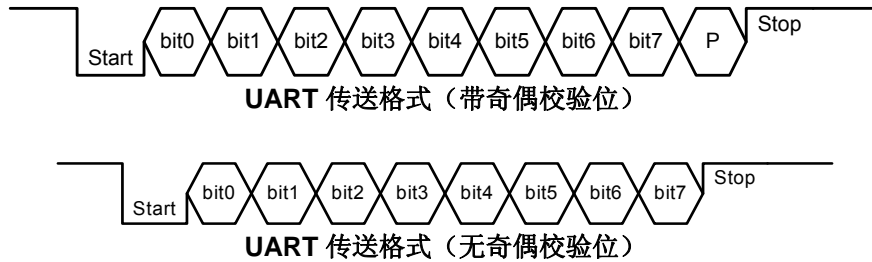 Start bit0 bit1 bit2 bit3 bit4 bit5 bit6 bit7 P Stop
UART 传送格式（带奇偶校验位）
Start bit0 bit1 bit2 bit3 bit4 bit5 bit6 bit7 Stop
UART 传送格式（无奇偶校验位）